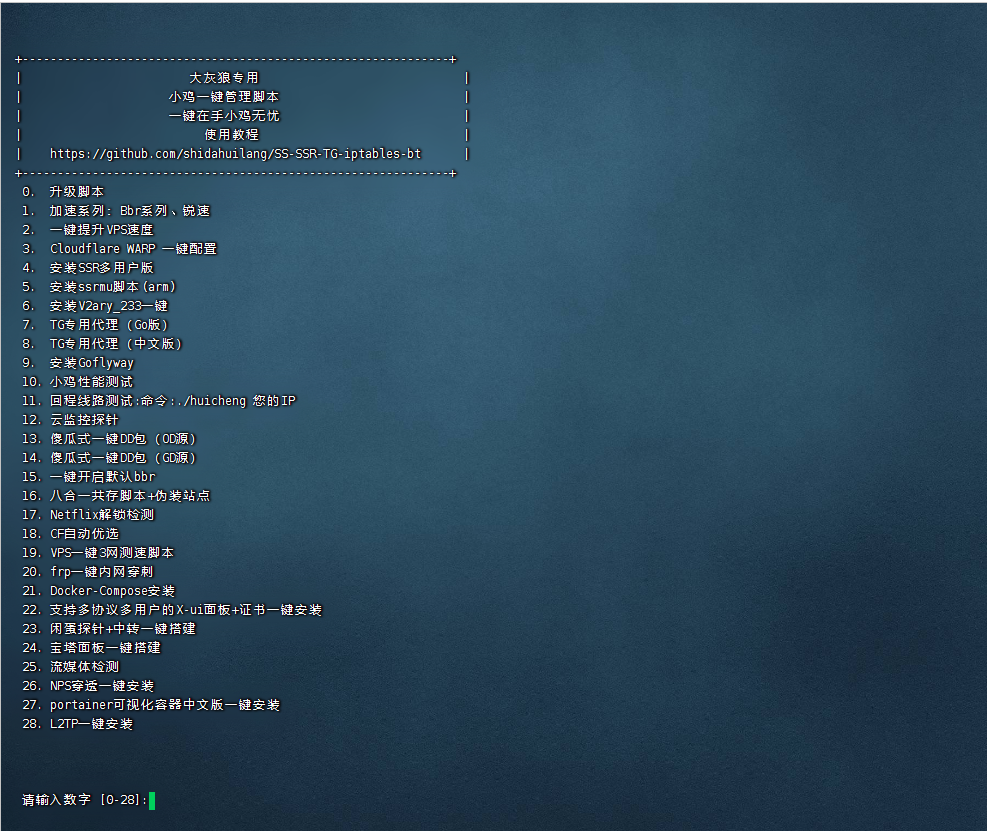 +--------------------------------------------------------------+
| 大灰狼专用 |
| 小鸡一键管理脚本 |
| 一键在手小鸡无忧 |
| 使用教程 |
| https://github.com/shidahuilang/SS-SSR-TG-iptables-bt |
+--------------------------------------------------------------+
0. 升级脚本
1. 加速系列: Bbr系列、锐速
2. 一键提升VPS速度
3. Cloudflare WARP 一键配置
4. 安装SSR多用户版
5. 安装ssrmu脚本(arm)
6. 安装V2ary_233一键
7. TG专用代理 (Go版)
8. TG专用代理 (中文版)
9. 安装Goflyway
10. 小鸡性能测试
11. 回程线路测试:命令:./huicheng 您的IP
12. 云监控探针
13. 傻瓜式一键DD包 (OD源)
14. 傻瓜式一键DD包 (GD源)
15. 一键开启默认bbr
16. 八合一共存脚本+伪装站点
17. Netflix解锁检测
18. CF自动优选
19. VPS一键3网测速脚本
20. frp一键内网穿刺
21. Docker-Compose安装
22. 支持多协议多用户的X-ui面板+证书一键安装
23. 闲蛋探针+中转一键搭建
24. 宝塔面板一键搭建
25. 流媒体检测
26. NPS穿透一键安装
27. portainer可视化容器中文版一键安装
28. L2TP一键安装
请输入数字 [0-28]: